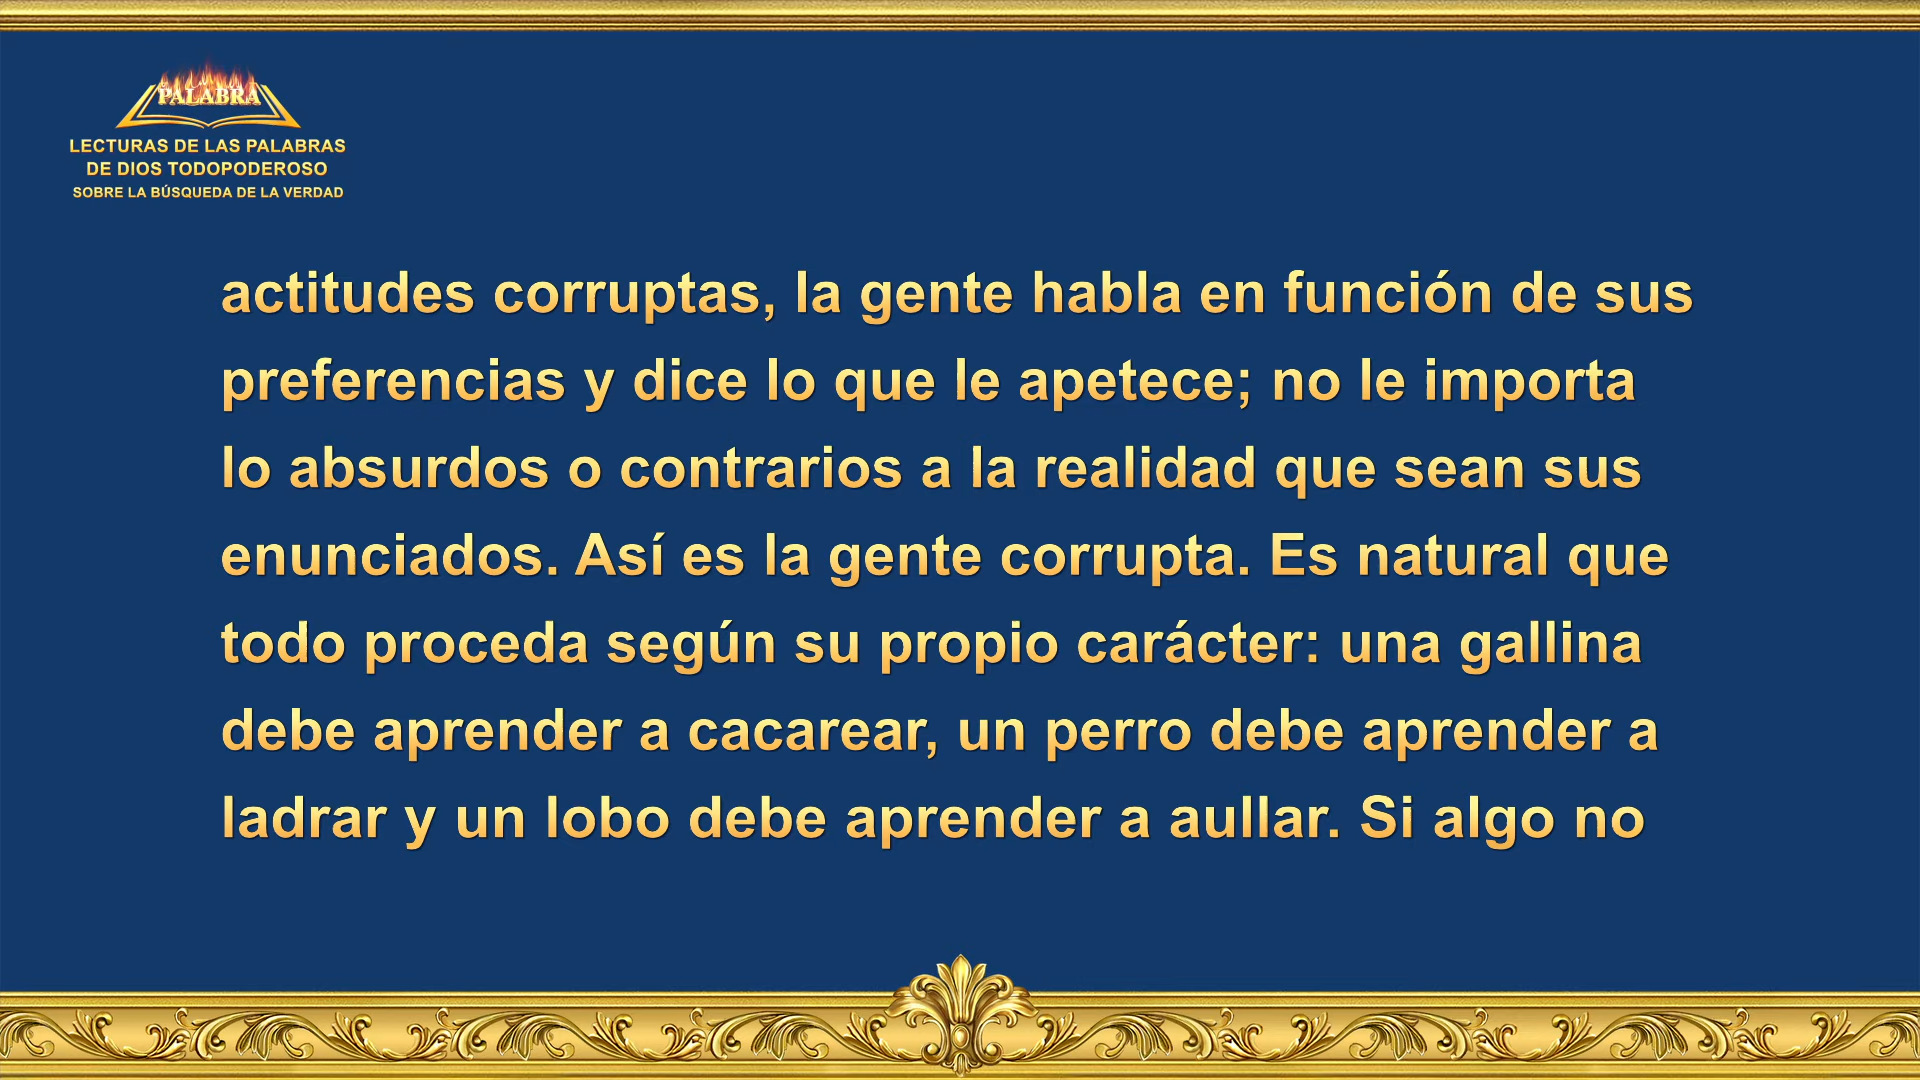 PALABRA
LECTURAS DE LAS PALABRAS
DE DIOS TODOPODEROSO
SOBRE LA BÚSQUEDA DE LA VERDAD
actitudes corruptas, la gente habla en función de sus
preferencias y dice lo que le apetece; no le importa
lo absurdos o contrarios a la realidad que sean sus
enunciados. Así es la gente corrupta. Es natural que
todo proceda según su propio carácter: una gallina
debe aprender a cacarear, un perro debe aprender a
ladrar y un lobo debe aprender a aullar. Si algo no